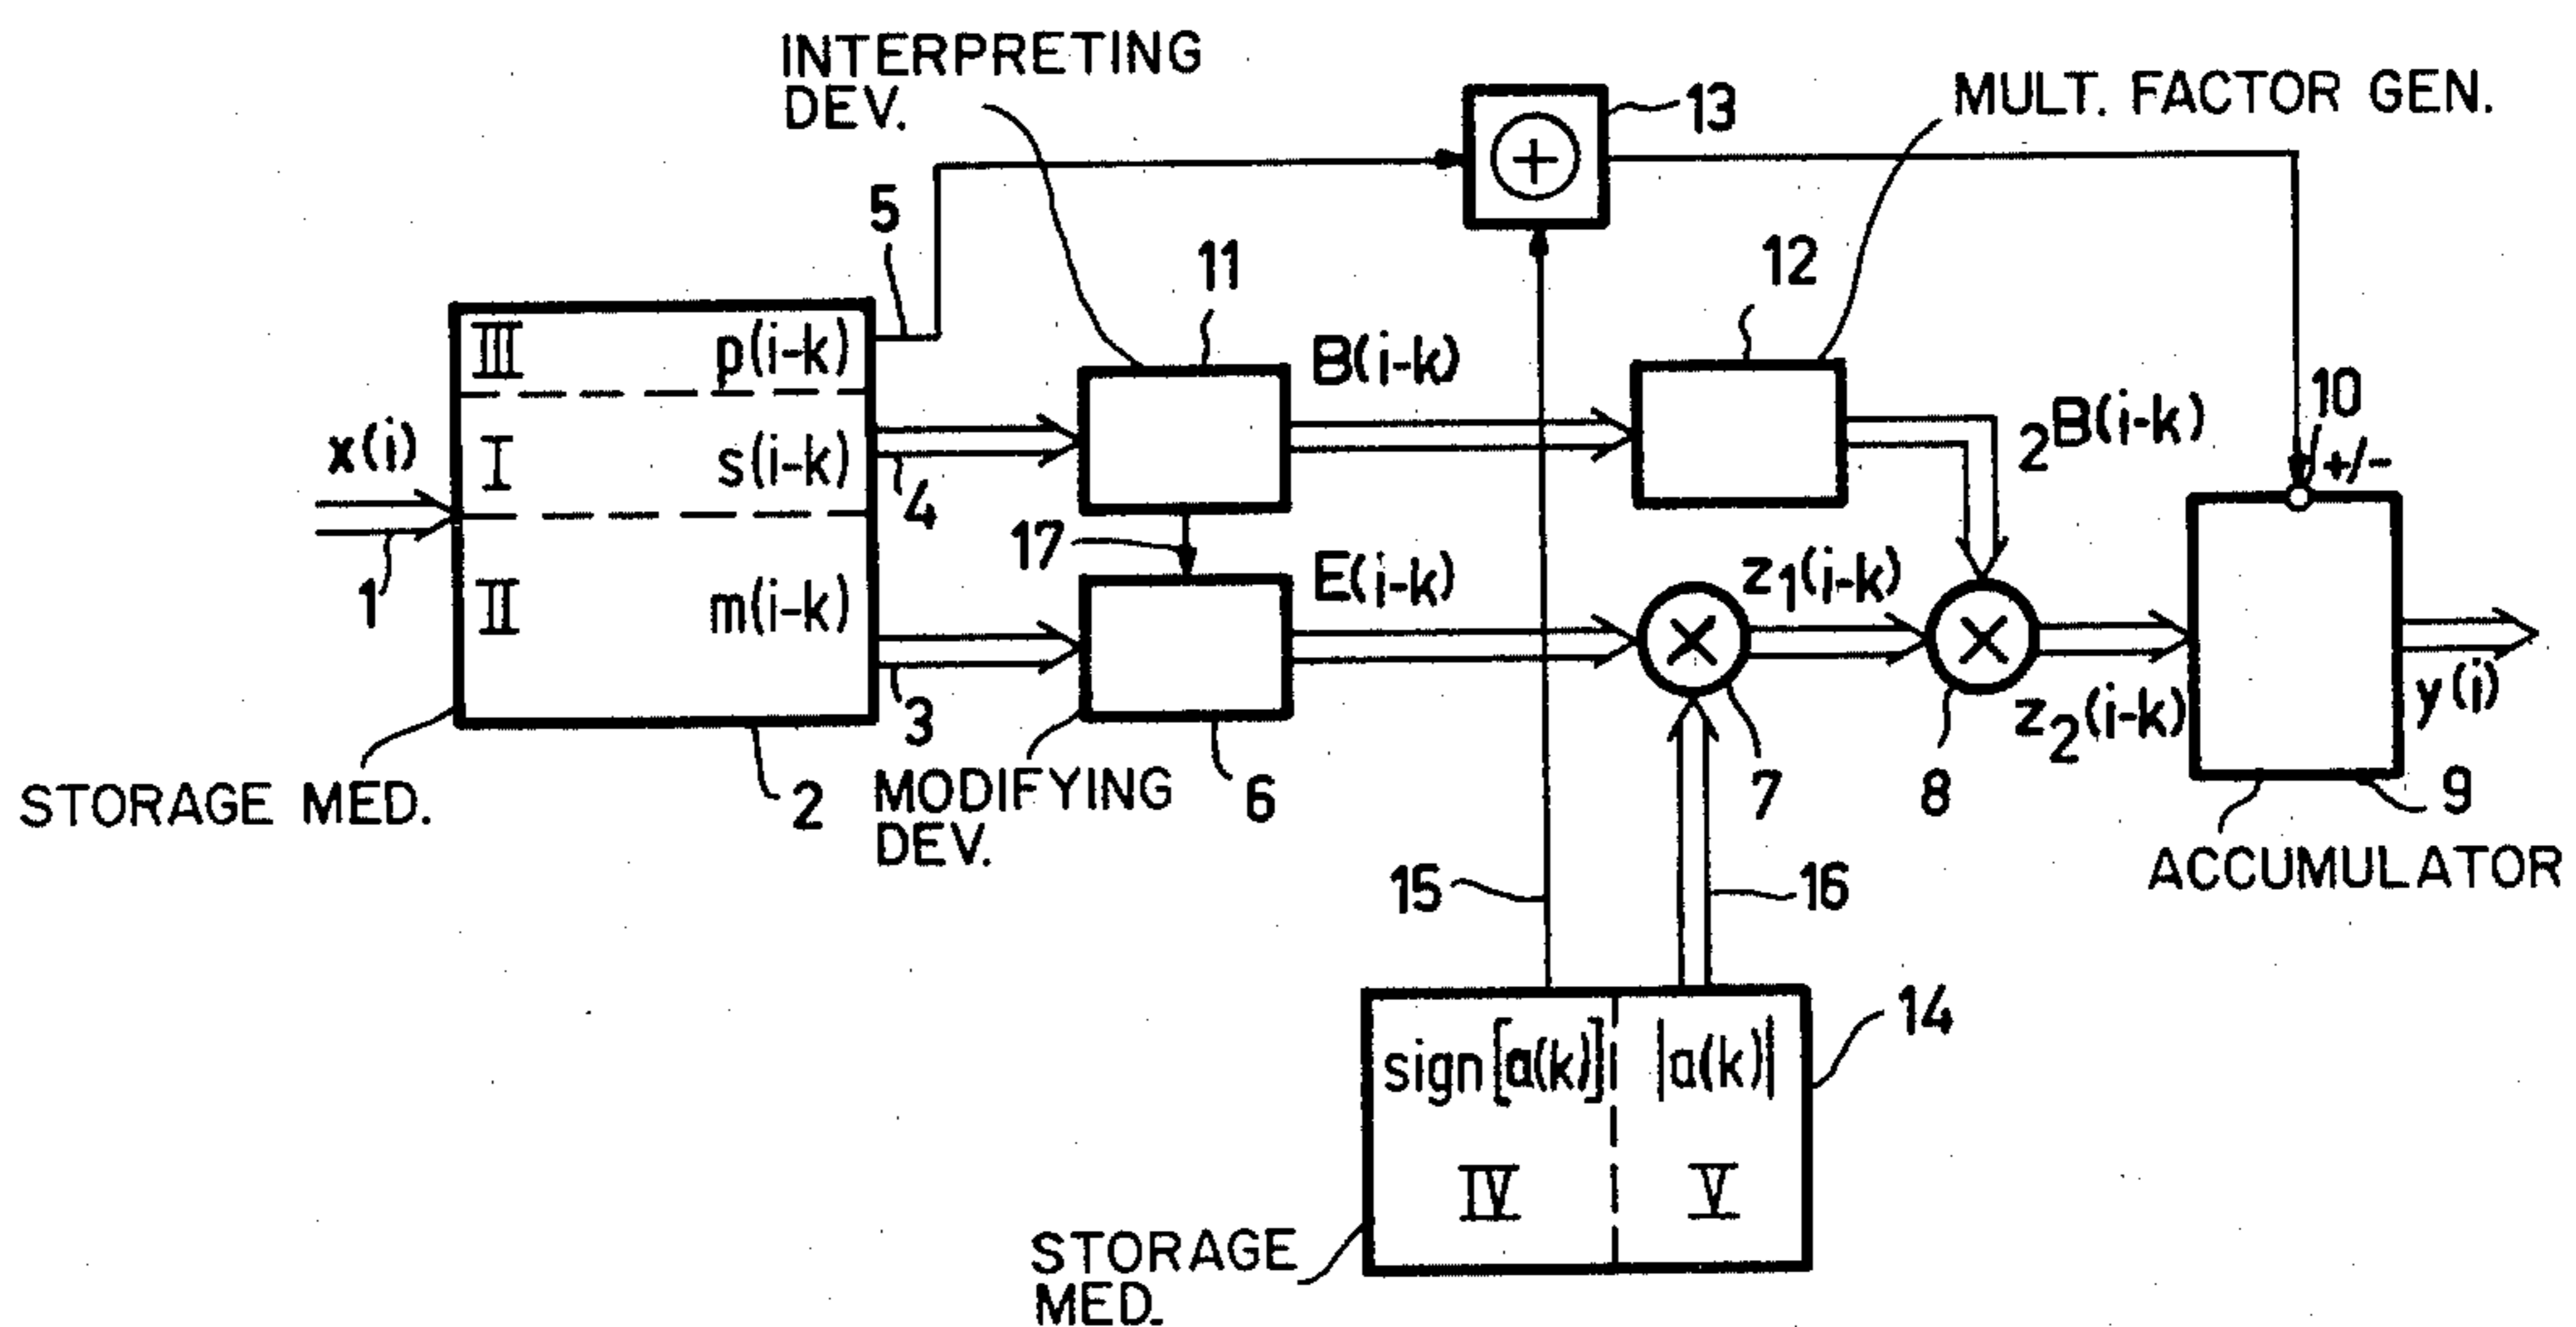 INTERPRETING
DEV.
13
MULT. FACTOR GEN.
5
11
12
III
p(i-k)
B(i-k)
10
x(i)
I
s(i-k)
2^B(i-k)
+/-
4
17
1
II
m(i-k)
E(i-k)
z1(i-k)
3
z2(i-k)
y(i)
STORAGE MED.
2
MODIFYING
DEV.
6
7
8
9
ACCUMULATOR
15
16
14
sign[a(k)]
|a(k)|
IV
V
STORAGE
MED.